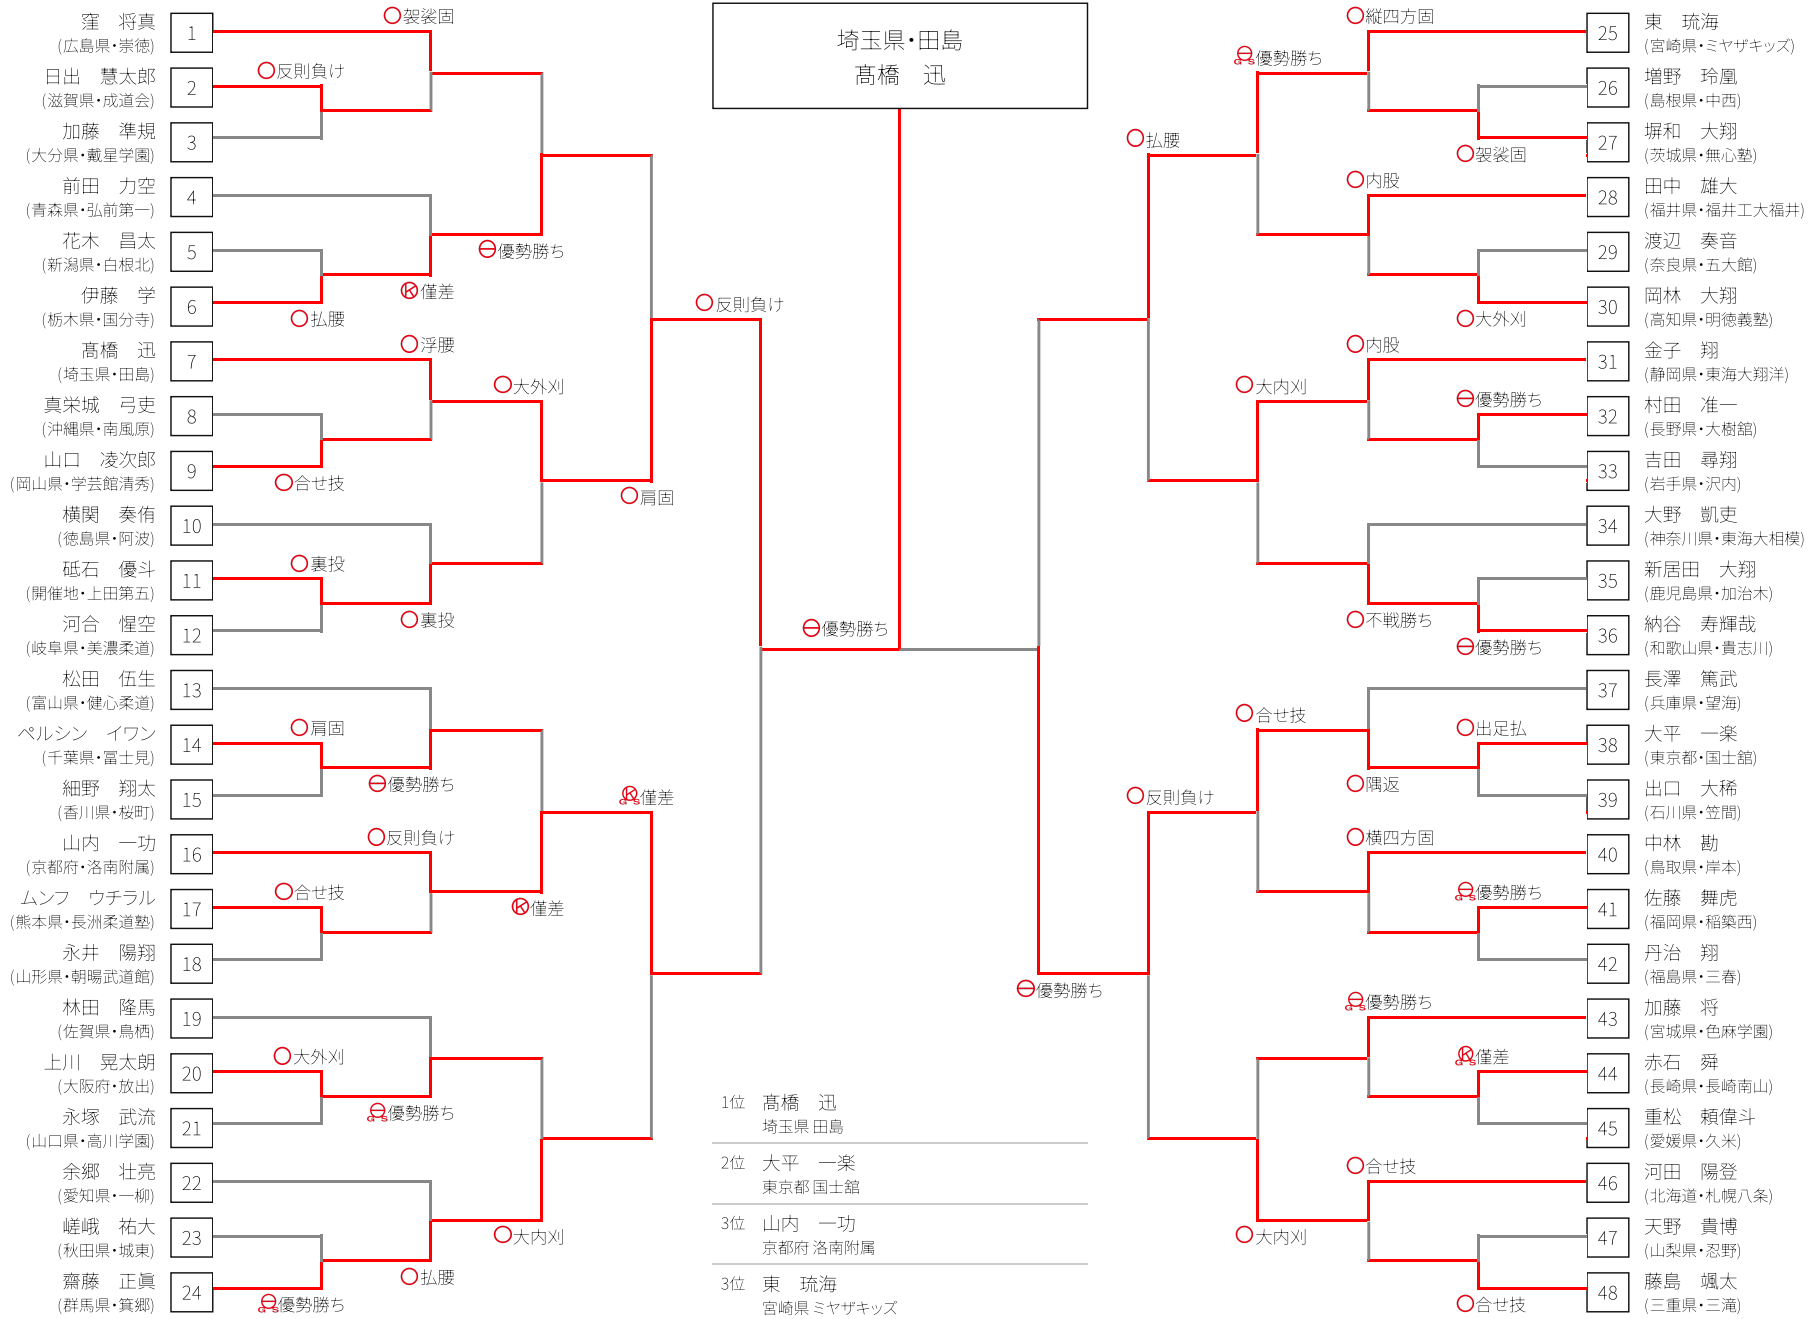 埼玉県・田島
髙橋　迅
窪　将真
(広島県・崇徳)
1
日出　慧太郎
(滋賀県・成道会)
2
加藤　準規
(大分県・戴星学園)
3
前田　力空
(青森県・弘前第一)
4
花木　昌太
(新潟県・白根北)
5
伊藤　学
(栃木県・国分寺)
6
髙橋　迅
(埼玉県・田島)
7
真栄城　弓吏
(沖縄県・南風原)
8
山口　凌次郎
(岡山県・学芸館清秀)
9
横関　奏侑
(徳島県・阿波)
10
砥石　優斗
(開催地・上田第五)
11
河合　惺空
(岐阜県・美濃柔道)
12
松田　伍生
(富山県・健心柔道)
13
ペルシン　イワン
(千葉県・冨士見)
14
細野　翔太
(香川県・桜町)
15
山内　一功
(京都府・洛南附属)
16
ムンフ　ウチラル
(熊本県・長洲柔道塾)
17
永井　陽翔
(山形県・朝暘武道館)
18
林田　隆馬
(佐賀県・鳥栖)
19
上川　晃太朗
(大阪府・放出)
20
永塚　武流
(山口県・高川学園)
21
余郷　壮亮
(愛知県・一柳)
22
嵯峨　祐大
(秋田県・城東)
23
齋藤　正眞
(群馬県・箕郷)
24
袈裟固
反則負け
優勢勝ち
K 僅差
払腰
反則負け
浮腰
大外刈
合せ技
肩固
裏投
裏投
優勢勝ち
肩固
優勢勝ち
K GS 僅差
反則負け
合せ技
K 僅差
大外刈
GS 優勢勝ち
大内刈
払腰
GS 優勢勝ち
縦四方固
GS 優勢勝ち
払腰
袈裟固
内股
大外刈
内股
大内刈
優勢勝ち
不戦勝ち
優勢勝ち
合せ技
出足払
隅返
反則負け
横四方固
GS 優勢勝ち
優勢勝ち
GS 優勢勝ち
K GS 僅差
合せ技
大内刈
合せ技
25
東　琉海
(宮崎県・ミヤザキッズ)
26
増野　玲凰
(島根県・中西)
27
塀和　大翔
(茨城県・無心塾)
28
田中　雄大
(福井県・福井工大福井)
29
渡辺　奏音
(奈良県・五大館)
30
岡林　大翔
(高知県・明徳義塾)
31
金子　翔
(静岡県・東海大翔洋)
32
村田　准一
(長野県・大樹舘)
33
吉田　尋翔
(岩手県・沢内)
34
大野　凱吏
(神奈川県・東海大相模)
35
新居田　大翔
(鹿児島県・加治木)
36
納谷　寿輝哉
(和歌山県・貴志川)
37
長澤　篤武
(兵庫県・望海)
38
大平　一楽
(東京都・国士舘)
39
出口　大稀
(石川県・笠間)
40
中林　勘
(鳥取県・岸本)
41
佐藤　舞虎
(福岡県・稲築西)
42
丹治　翔
(福島県・三春)
43
加藤　将
(宮城県・色麻学園)
44
赤石　舜
(長崎県・長崎南山)
45
重松　頼偉斗
(愛媛県・久米)
46
河田　陽登
(北海道・札幌八条)
47
天野　貴博
(山梨県・忍野)
48
藤島　颯太
(三重県・三滝)
1位　髙橋　迅
埼玉県 田島
2位　大平　一楽
東京都 国士舘
3位　山内　一功
京都府 洛南附属
3位　東　琉海
宮崎県 ミヤザキッズ